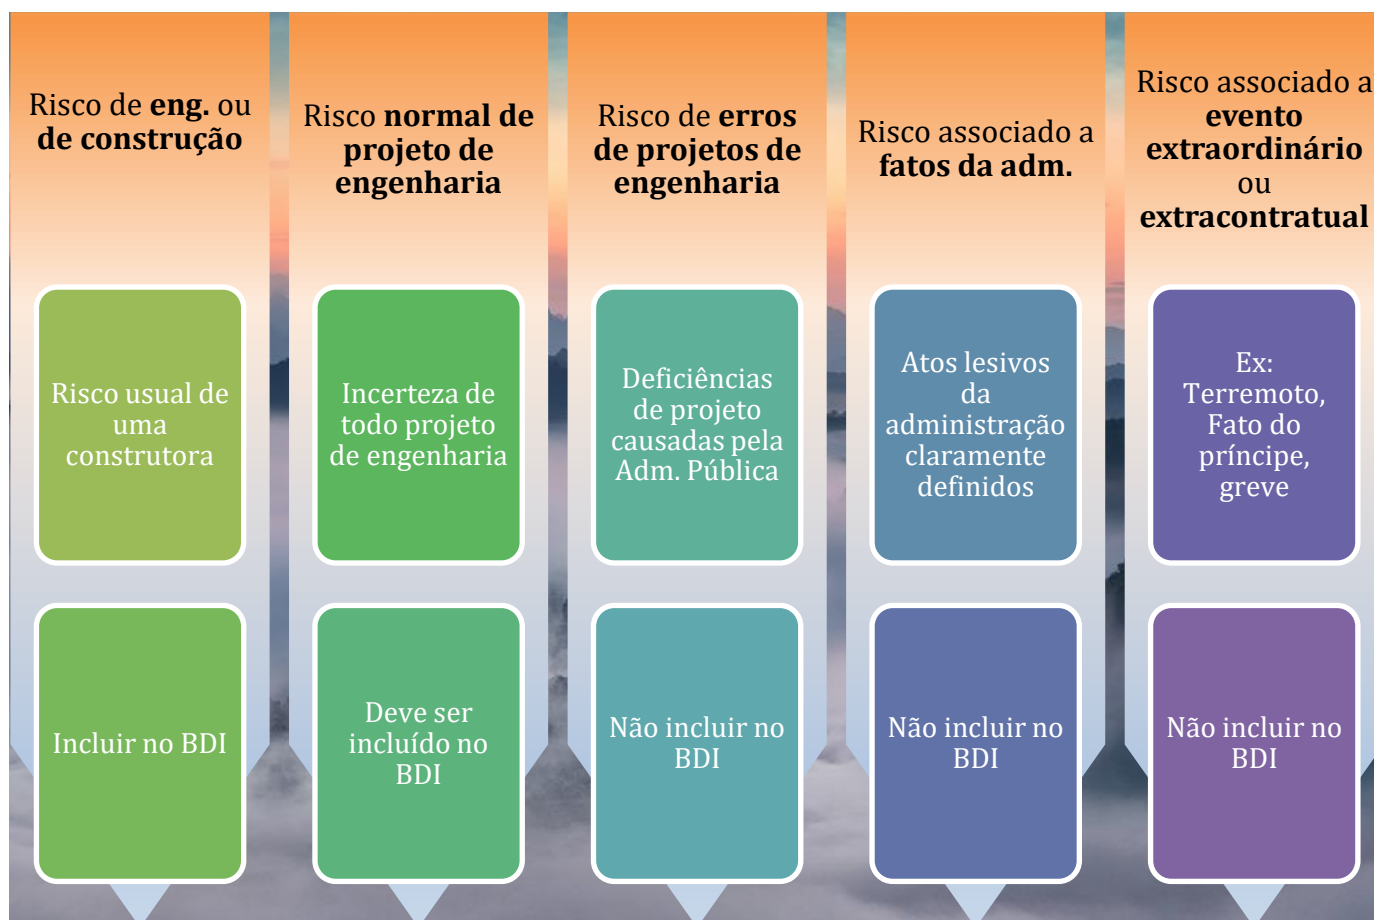 Risco de eng. ou
de construção
Risco usual de
uma
construtora
Incluir no BDI
Risco normal de
projeto de
engenharia
Incerteza de
todo projeto
de engenharia
Deve ser
incluído no
BDI
Risco de erros
de projetos de
engenharia
Deficiências
de projeto
causadas pela
Adm. Pública
Não incluir no
BDI
Risco associado a
fatos da adm.
Atos lesivos
da
administração
claramente
definidos
Não incluir no
BDI
Risco associado a
evento
extraordinário
ou
extracontratual
Ex:
Terremoto,
Fato do
príncipe,
greve
Não incluir no
BDI